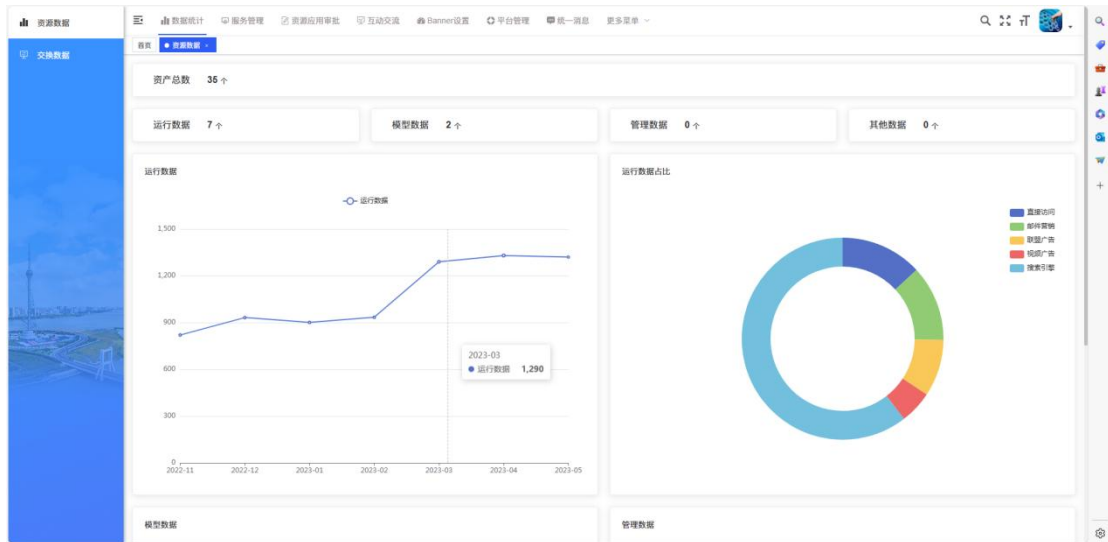 资源数据
数据统计 服务管理 资源应用审批 互动交流 Banner设置 平台管理 统一消息 更多菜单
交换数据
首页 资源数据 ×
资产总数 35 个
运行数据 7 个 模型数据 2 个 管理数据 0 个 其他数据 0 个
运行数据
运行数据
1,500
1,200
900
600
300
0
2022-11 2022-12 2023-01 2023-02 2023-03 2023-04 2023-05
2023-03
运行数据 1,290
运行数据占比
直接访问
邮件营销
联盟广告
视频广告
搜索引擎
模型数据 管理数据